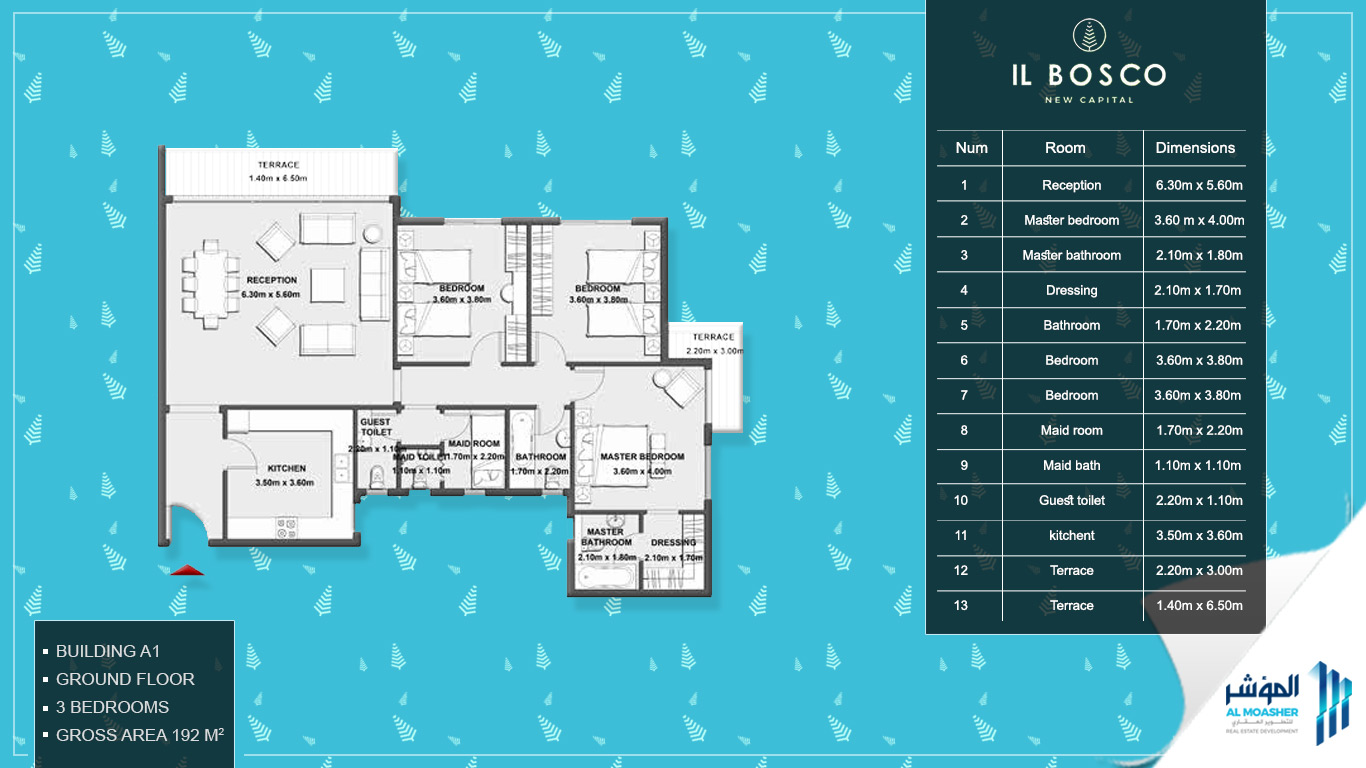 TERRACE
1.40m x 6.50m
RECEPTION
6.30m x 5.60m
BEDROOM
3.60m x 3.80m
BEDROOM
3.60m x 3.80m
TERRACE
2.20m x 3.00m
GUEST
TOILET
2.20m x 1.10m
MAID TOILET
1.10m x 1.10m
MAID ROOM
1.70m x 2.20m
BATHROOM
1.70m x 2.20m
MASTER BEDROOM
3.60m x 4.00m
KITCHEN
3.50m x 3.60m
MASTER
BATHROOM
2.10m x 1.80m
DRESSING
2.10m x 1.70m
BUILDING A1
GROUND FLOOR
3 BEDROOMS
GROSS AREA 192 M²
IL BOSCO
NEW CAPITAL
Num Room Dimensions
1 Reception 6.30m x 5.60m
2 Master bedroom 3.60 m x 4.00m
3 Master bathroom 2.10m x 1.80m
4 Dressing 2.10m x 1.70m
5 Bathroom 1.70m x 2.20m
6 Bedroom 3.60m x 3.80m
7 Bedroom 3.60m x 3.80m
8 Maid room 1.70m x 2.20m
9 Maid bath 1.10m x 1.10m
10 Guest toilet 2.20m x 1.10m
11 kitchent 3.50m x 3.60m
12 Terrace 2.20m x 3.00m
13 Terrace 1.40m x 6.50m
المؤشر
AL MOASHER
للتطوير العقاري
REAL ESTATE DEVELOPMENT